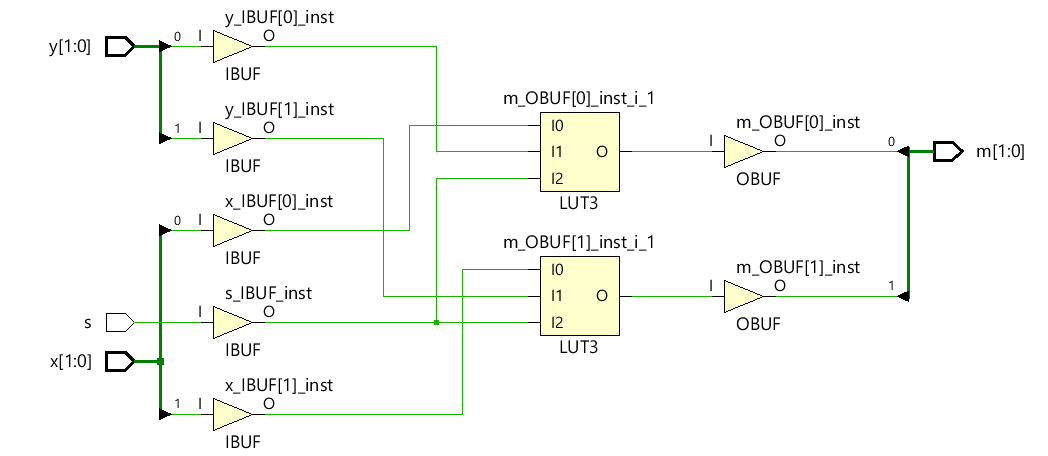 y[1:0]
0
I
y_IBUF[0]_inst
O
IBUF
1
I
y_IBUF[1]_inst
O
IBUF
0
I
x_IBUF[0]_inst
O
IBUF
s
I
s_IBUF_inst
O
IBUF
x[1:0]
1
I
x_IBUF[1]_inst
O
IBUF
m_OBUF[0]_inst_i_1
I0
I1
I2
O
LUT3
m_OBUF[1]_inst_i_1
I0
I1
I2
O
LUT3
m_OBUF[0]_inst
I
O
OBUF
0
m_OBUF[1]_inst
I
O
OBUF
1
m[1:0]